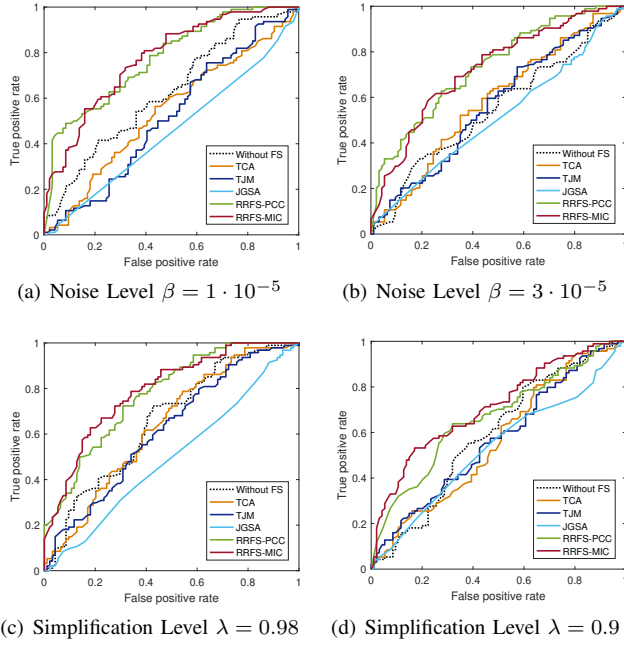 1
0.8
0.6
0.4
0.2
0
True positive rate
Without FS
TCA
TJM
JGSA
RRFS-PCC
RRFS-MIC
0 0.2 0.4 0.6 0.8 1
False positive rate
(a) Noise Level β = 1 · 10⁻⁵
1
0.8
0.6
0.4
0.2
0
True positive rate
Without FS
TCA
TJM
JGSA
RRFS-PCC
RRFS-MIC
0 0.2 0.4 0.6 0.8 1
False positive rate
(b) Noise Level β = 3 · 10⁻⁵
1
0.8
0.6
0.4
0.2
0
True positive rate
Without FS
TCA
TJM
JGSA
RRFS-PCC
RRFS-MIC
0 0.2 0.4 0.6 0.8 1
False positive rate
(c) Simplification Level λ = 0.98
1
0.8
0.6
0.4
0.2
0
True positive rate
Without FS
TCA
TJM
JGSA
RRFS-PCC
RRFS-MIC
0 0.2 0.4 0.6 0.8 1
False positive rate
(d) Simplification Level λ = 0.9